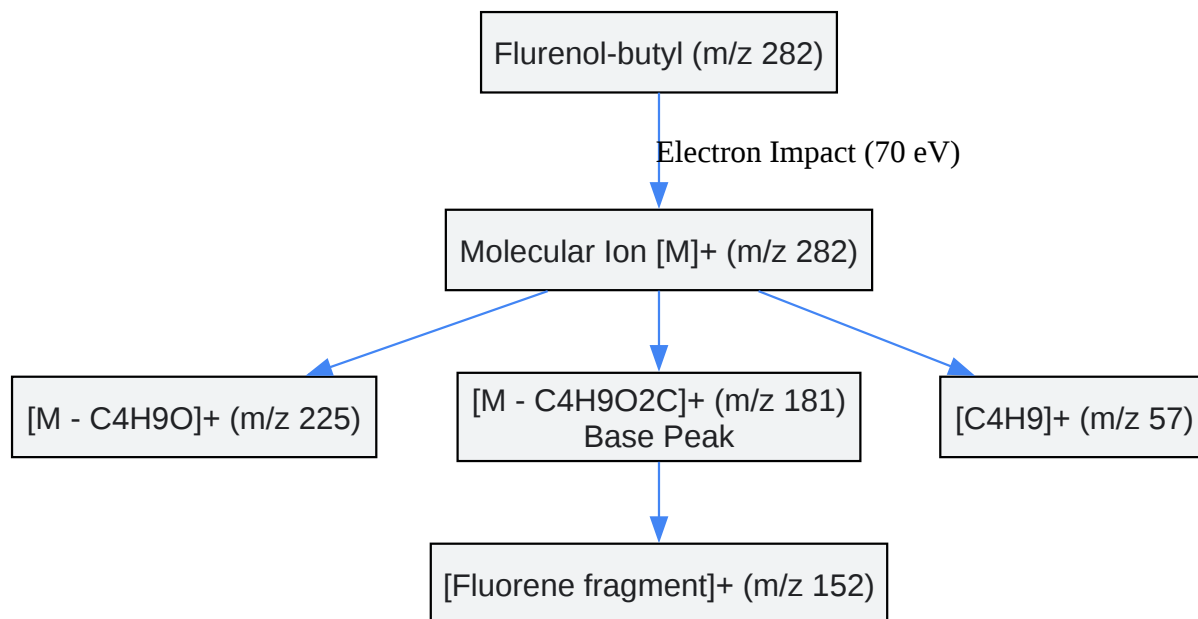 Flurenol-butyl (m/z 282)
Electron Impact (70 eV)
Molecular Ion [M]+ (m/z 282)
[M - C4H9O]+ (m/z 225)
[M - C4H9O2C]+ (m/z 181)
Base Peak
[C4H9]+ (m/z 57)
[Fluorene fragment]+ (m/z 152)